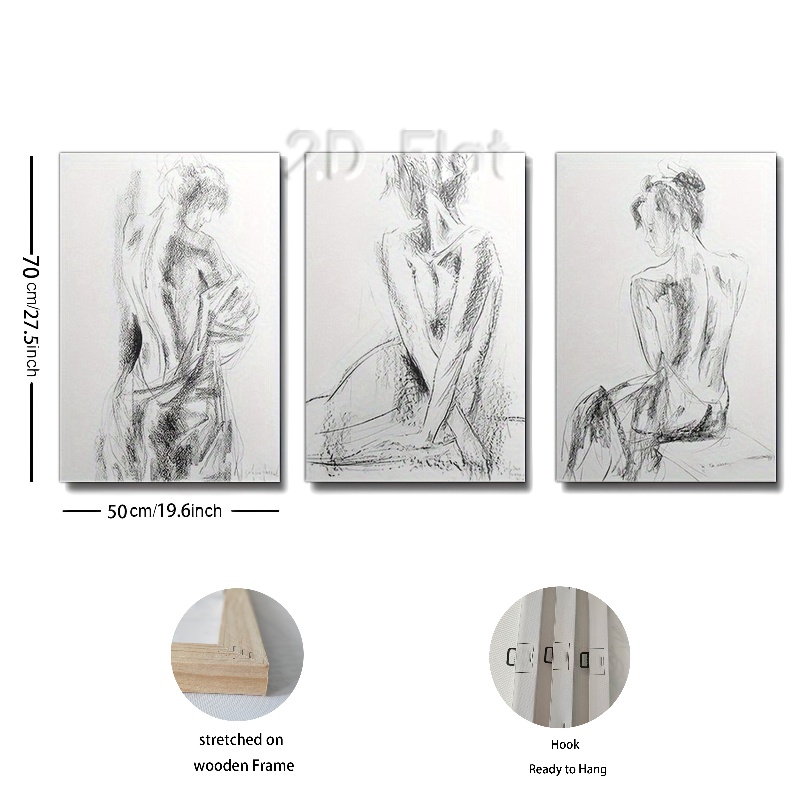 2D Flat
70 cm/27.5inch
50cm/19.6inch
stretched on
wooden Frame
Hook
Ready to Hang